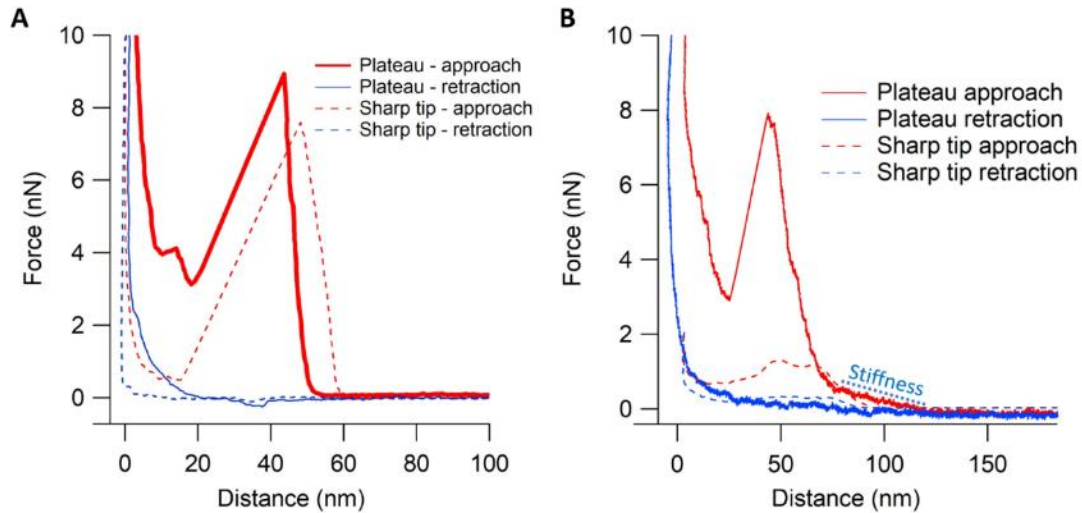 A
10
8
6
4
2
0
Force (nN)
0 20 40 60 80 100
Distance (nm)
Plateau - approach
Plateau - retraction
Sharp tip - approach
Sharp tip - retraction
B
10
8
6
4
2
0
Force (nN)
0 50 100 150
Distance (nm)
Plateau approach
Plateau retraction
Sharp tip approach
Sharp tip retraction
Stiffness